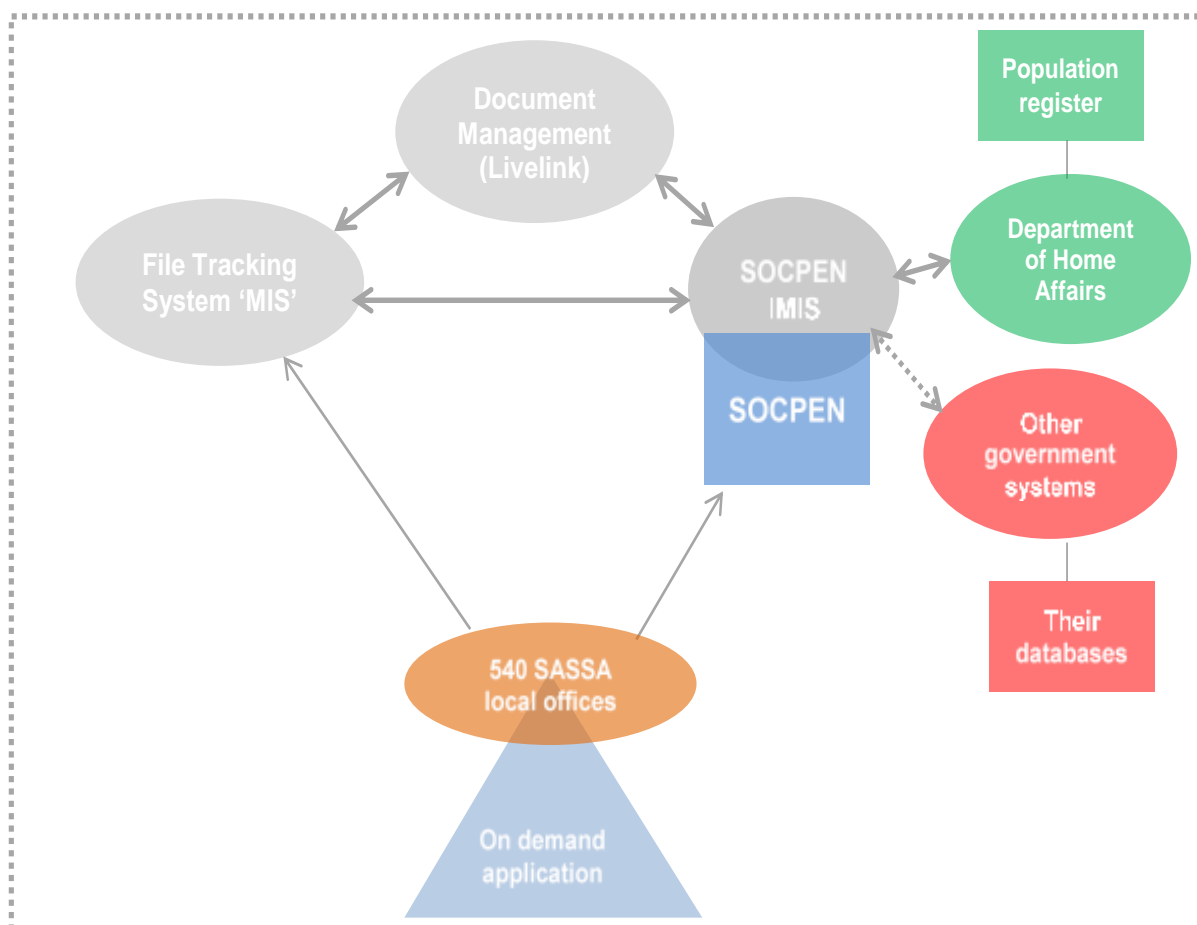 Document
Management
(Livelink)
Population
register
File Tracking
System ‘MIS’
SOCPEN
IMIS
Department
of Home
Affairs
SOCPEN
Other
government
systems
Their
databases
540 SASSA
local offices
On demand
application